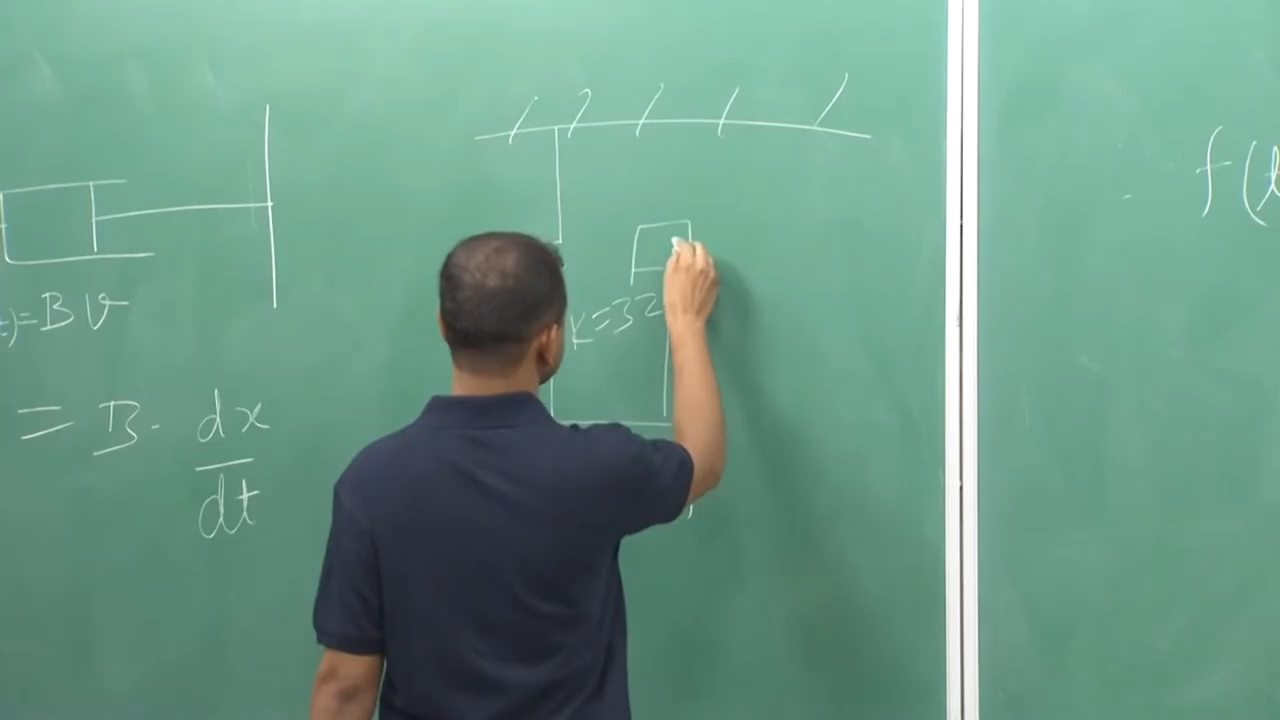 t)=Bv
= B. dx
dt
K=32
f(t